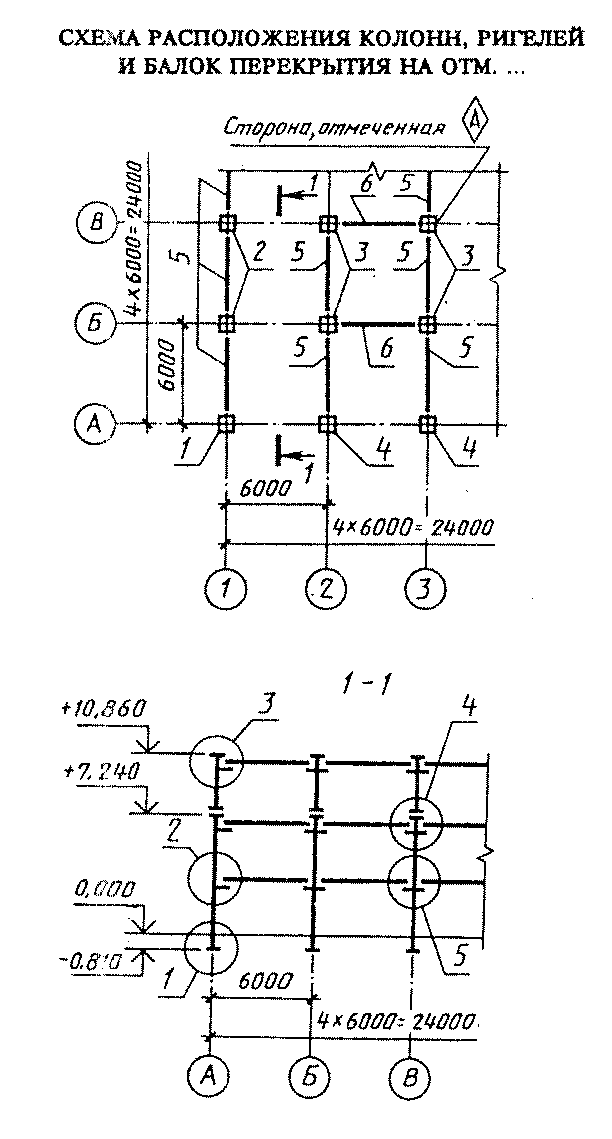 СХЕМА РАСПОЛОЖЕНИЯ КОЛОНН, РИГЕЛЕЙ
И БАЛОК ПЕРЕКРЫТИЯ НА ОТМ. ...
Сторона, отмеченная А
1 6 5
В 2 5 3 5 3
5
4×6000=24000
Б
6000
5 6 5
А
1 1 4 4
6000
4×6000=24000
1 2 3
1-1
3 4
+10,860
+7,240
2
0,000
-0.810
1 5
6000
4×6000=24000
А Б В